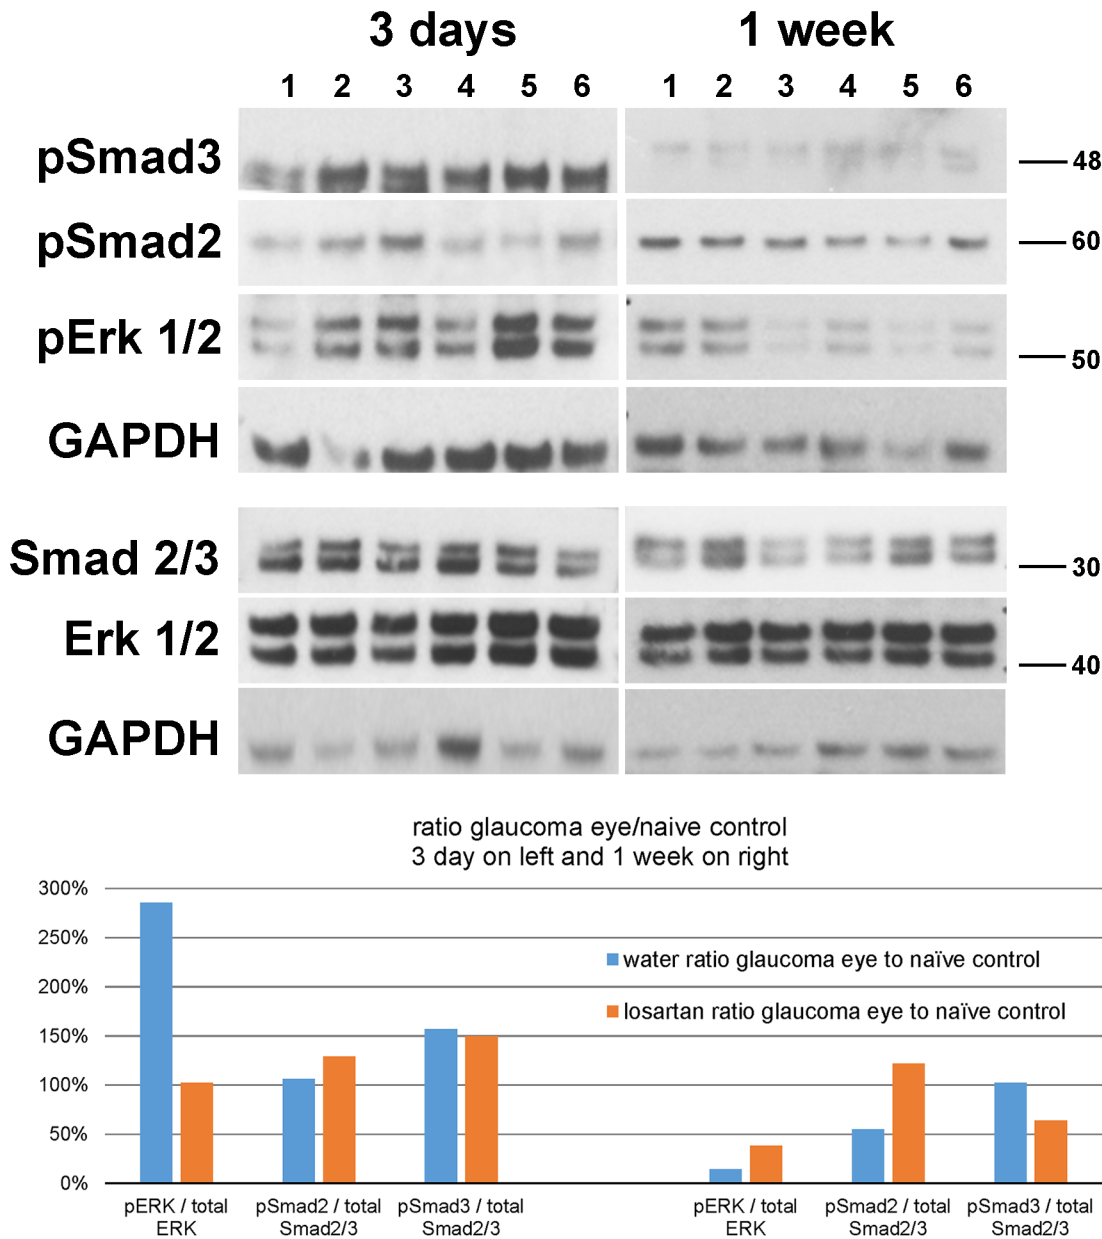 3 days 1 week
1 2 3 4 5 6 1 2 3 4 5 6
pSmad3 48
pSmad2 60
pErk 1/2 50
GAPDH
Smad 2/3 30
Erk 1/2 40
GAPDH
ratio glaucoma eye/naive control
3 day on left and 1 week on right
300%
250%
water ratio glaucoma eye to naïve control
200%
losartan ratio glaucoma eye to naïve control
150%
100%
50%
0%
pERK / total pSmad2 / total pSmad3 / total pERK / total pSmad2 / total pSmad3 / total
ERK Smad2/3 Smad2/3 ERK Smad2/3 Smad2/3